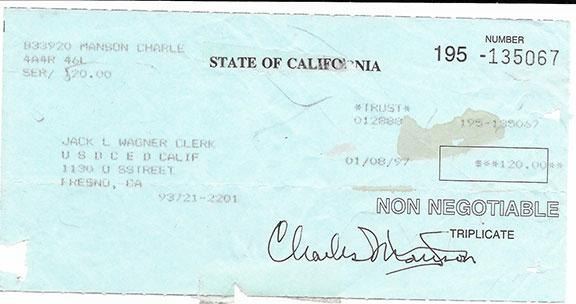 B33920 MANSON CHARLE
4A4R 46L
SER/ $20.00
STATE OF CALIFORNIA
NUMBER
195 -135067
*TRUST*
012888 195-135067
JACK L WAGNER CLERK
U S D C E D CALIF
1130 O SSTREET
FRESNO, CA
93721-2201
01/08/97 $**120.00**
NON NEGOTIABLE
TRIPLICATE
Charles Manson